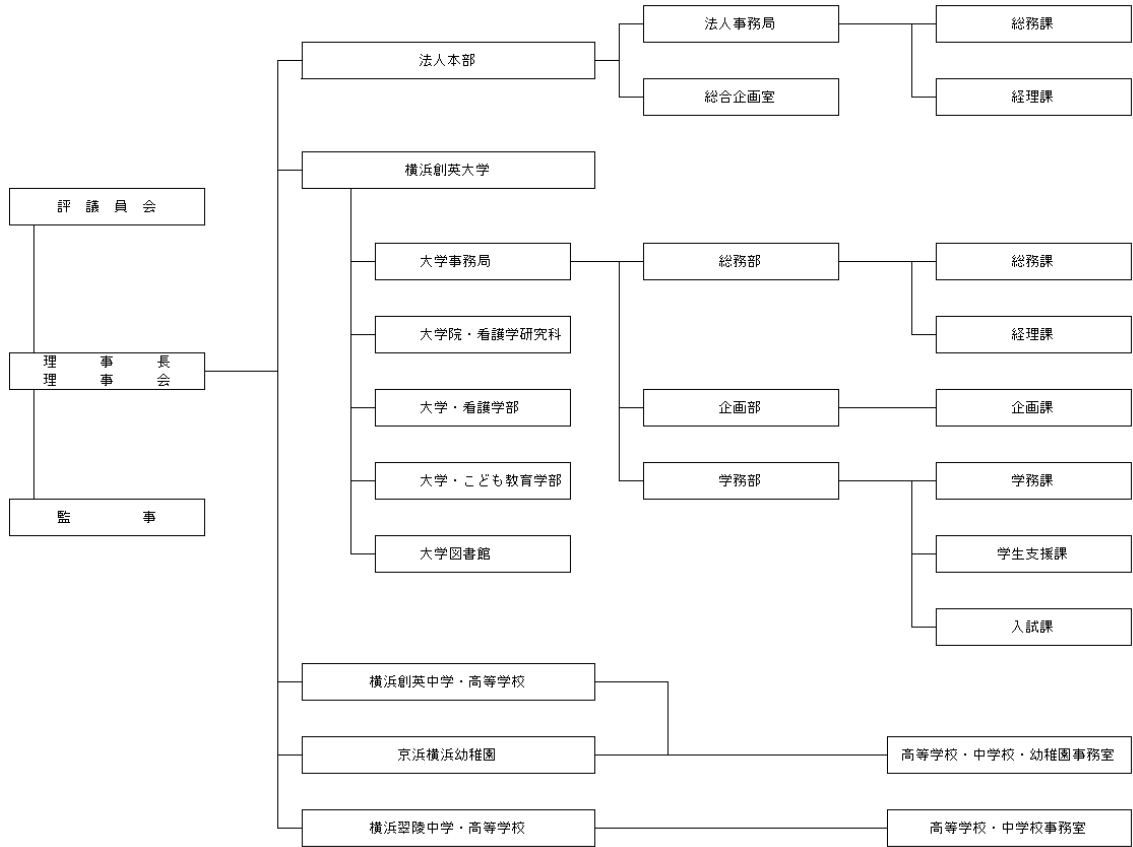 法人事務局
総務課
法人本部
総合企画室
経理課
横浜創英大学
評議員会
大学事務局
総務部
総務課
大学院・看護学研究科
経理課
理事長
理事会
大学・看護学部
企画部
企画課
大学・こども教育学部
学務部
学務課
監事
大学図書館
学生支援課
入試課
横浜創英中学・高等学校
京浜横浜幼稚園
高等学校・中学校・幼稚園事務室
横浜翠陵中学・高等学校
高等学校・中学校事務室